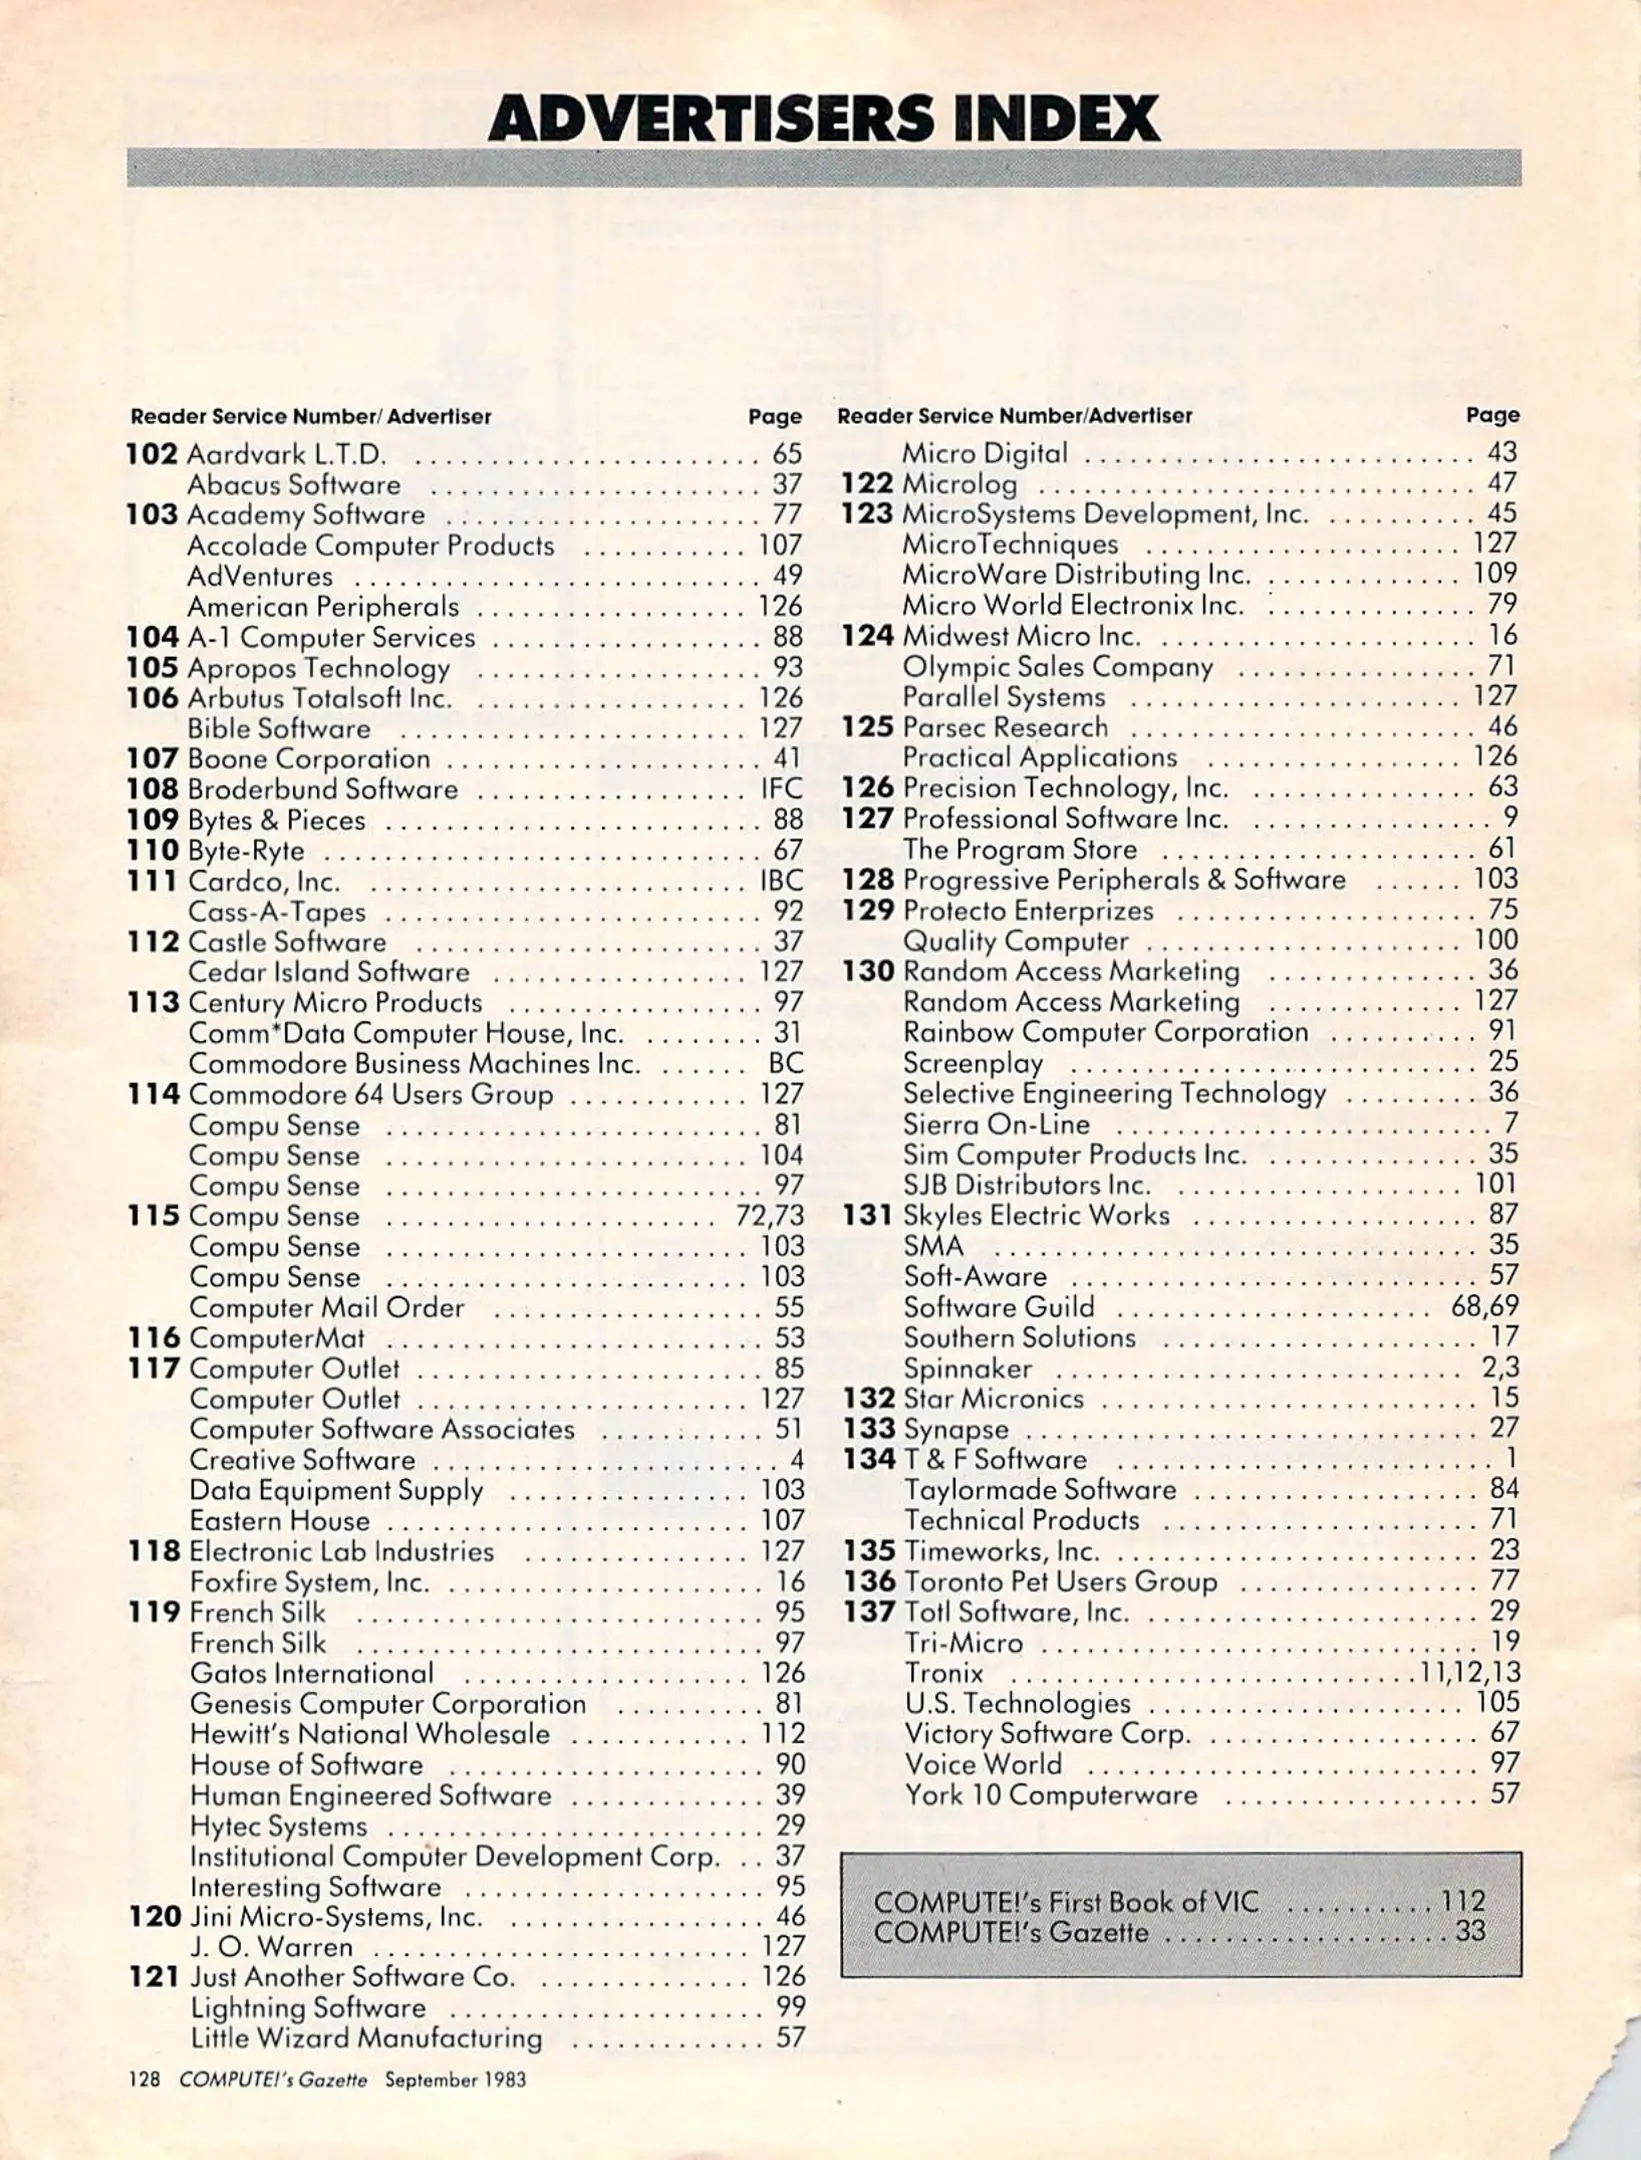 ADVERTISERS INDEX
Reader Service Number/ Advertiser Page
102 Aardvark L.T.D. 65
Abacus Software 37
103 Academy Software 77
Accolade Computer Products 107
AdVentures 49
American Peripherals 126
104 A-1 Computer Services 88
105 Apropos Technology 93
106 Arbutus Totalsoft Inc. 126
Bible Software 127
107 Boone Corporation 41
108 Broderbund Software IFC
109 Bytes & Pieces 88
110 Byte-Ryte 67
111 Cardco, Inc. IBC
Cass-A-Tapes 92
112 Castle Software 37
Cedar Island Software 127
113 Century Micro Products 97
Comm*Data Computer House, Inc. 31
Commodore Business Machines Inc. BC
114 Commodore 64 Users Group 127
Compu Sense 81
Compu Sense 104
Compu Sense 97
115 Compu Sense 72,73
Compu Sense 103
Compu Sense 103
Computer Mail Order 55
116 ComputerMat 53
117 Computer Outlet 85
Computer Outlet 127
Computer Software Associates 51
Creative Software 4
Data Equipment Supply 103
Eastern House 107
118 Electronic Lab Industries 127
Foxfire System, Inc. 16
119 French Silk 95
French Silk 97
Gatos International 126
Genesis Computer Corporation 81
Hewitt's National Wholesale 112
House of Software 90
Human Engineered Software 39
Hytec Systems 29
Institutional Computer Development Corp. 37
Interesting Software 95
120 Jini Micro-Systems, Inc. 46
J. O. Warren 127
121 Just Another Software Co. 126
Lightning Software 99
Little Wizard Manufacturing 57
Reader Service Number/Advertiser Page
Micro Digital 43
122 Microlog 47
123 MicroSystems Development, Inc. 45
MicroTechniques 127
MicroWare Distributing Inc. 109
Micro World Electronix Inc. 79
124 Midwest Micro Inc. 16
Olympic Sales Company 71
Parallel Systems 127
125 Parsec Research 46
Practical Applications 126
126 Precision Technology, Inc. 63
127 Professional Software Inc. 9
The Program Store 61
128 Progressive Peripherals & Software 103
129 Protecto Enterprizes 75
Quality Computer 100
130 Random Access Marketing 36
Random Access Marketing 127
Rainbow Computer Corporation 91
Screenplay 25
Selective Engineering Technology 36
Sierra On-Line 7
Sim Computer Products Inc. 35
SJB Distributors Inc. 101
131 Skyles Electric Works 87
SMA 35
Soft-Aware 57
Software Guild 68,69
Southern Solutions 17
Spinnaker 2,3
132 Star Micronics 15
133 Synapse 27
134 T & F Software 1
Taylormade Software 84
Technical Products 71
135 Timeworks, Inc. 23
136 Toronto Pet Users Group 77
137 Totl Software, Inc. 29
Tri-Micro 19
Tronix 11,12,13
U.S. Technologies 105
Victory Software Corp. 67
Voice World 97
York 10 Computerware 57
COMPUTE!'s First Book of VIC 112
COMPUTE!'s Gazette 33
128 COMPUTE!'s Gazette September 1983